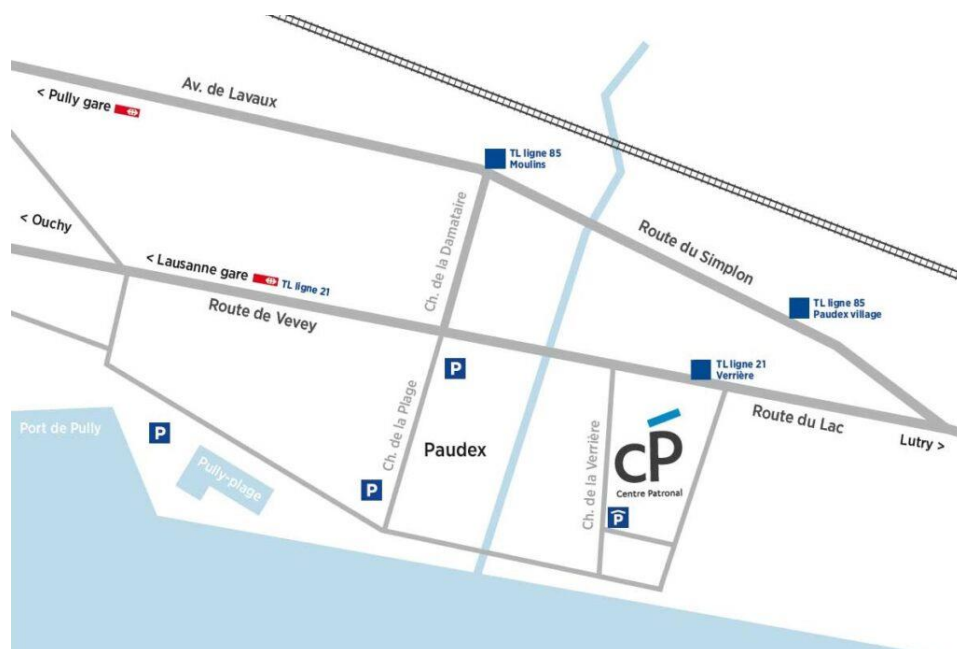 Av. de Lavaux
< Pully gare
TL ligne 85
Moulins
Ch. de la Damataire
< Ouchy
Route du Simplon
< Lausanne gare
TL ligne 21
Route de Vevey
TL ligne 85
Paudex village
TL ligne 21
Verrière
P
Route du Lac
Lutry >
Port de Pully
P
Pully-plage
Ch. de la Plage
Paudex
Ch. de la Verrière
cP
Centre Patronal
P
P